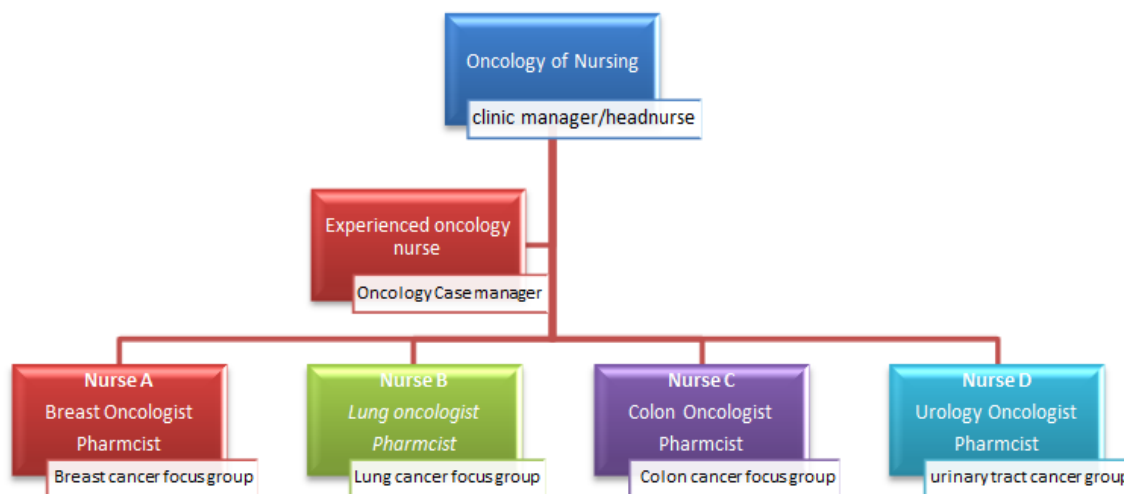 Oncology of Nursing
clinic manager/headnurse
Experienced oncology
nurse
Oncology Case manager
Nurse A
Breast Oncologist
Pharmcist
Breast cancer focus group
Nurse B
Lung oncologist
Pharmcist
Lung cancer focus group
Nurse C
Colon Oncologist
Pharmcist
Colon cancer focus group
Nurse D
Urology Oncologist
Pharmcist
urinary tract cancer group